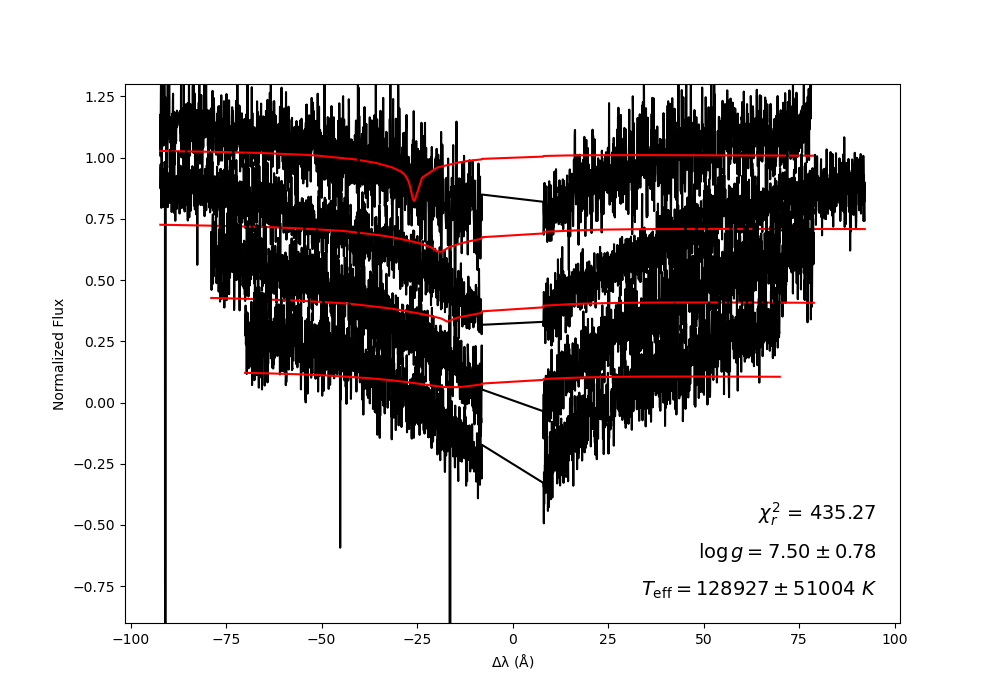 1.25
1.00
0.75
0.50
0.25
0.00
−0.25
−0.50
−0.75
Normalized Flux
χ²ᵣ = 435.27
log g = 7.50 ± 0.78
T_eff = 128927 ± 51004 K
−100 −75 −50 −25 0 25 50 75 100
Δλ (Å)